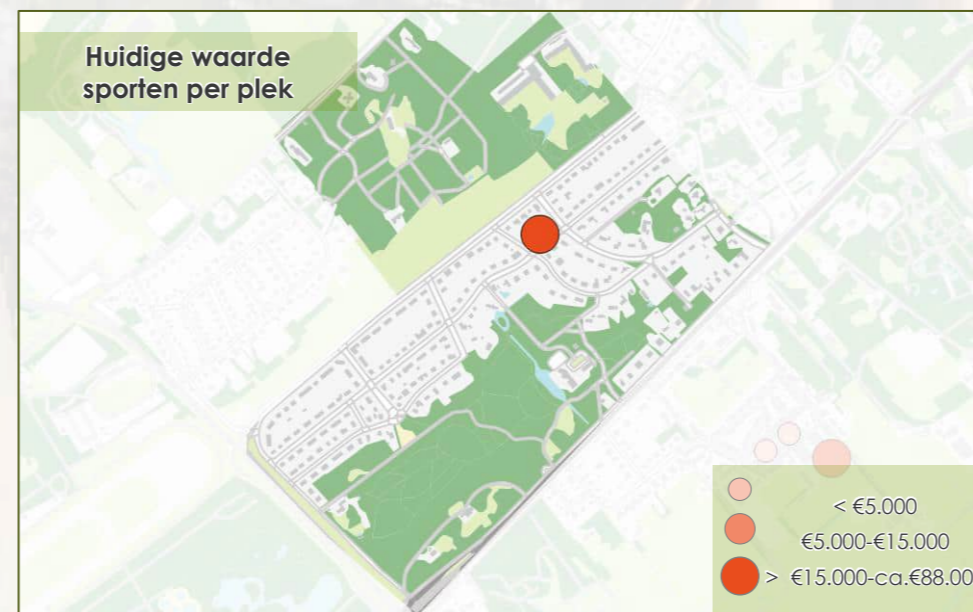 Huidige waarde
sporten per plek
< €5.000
€5.000-€15.000
> €15.000-ca.€88.00